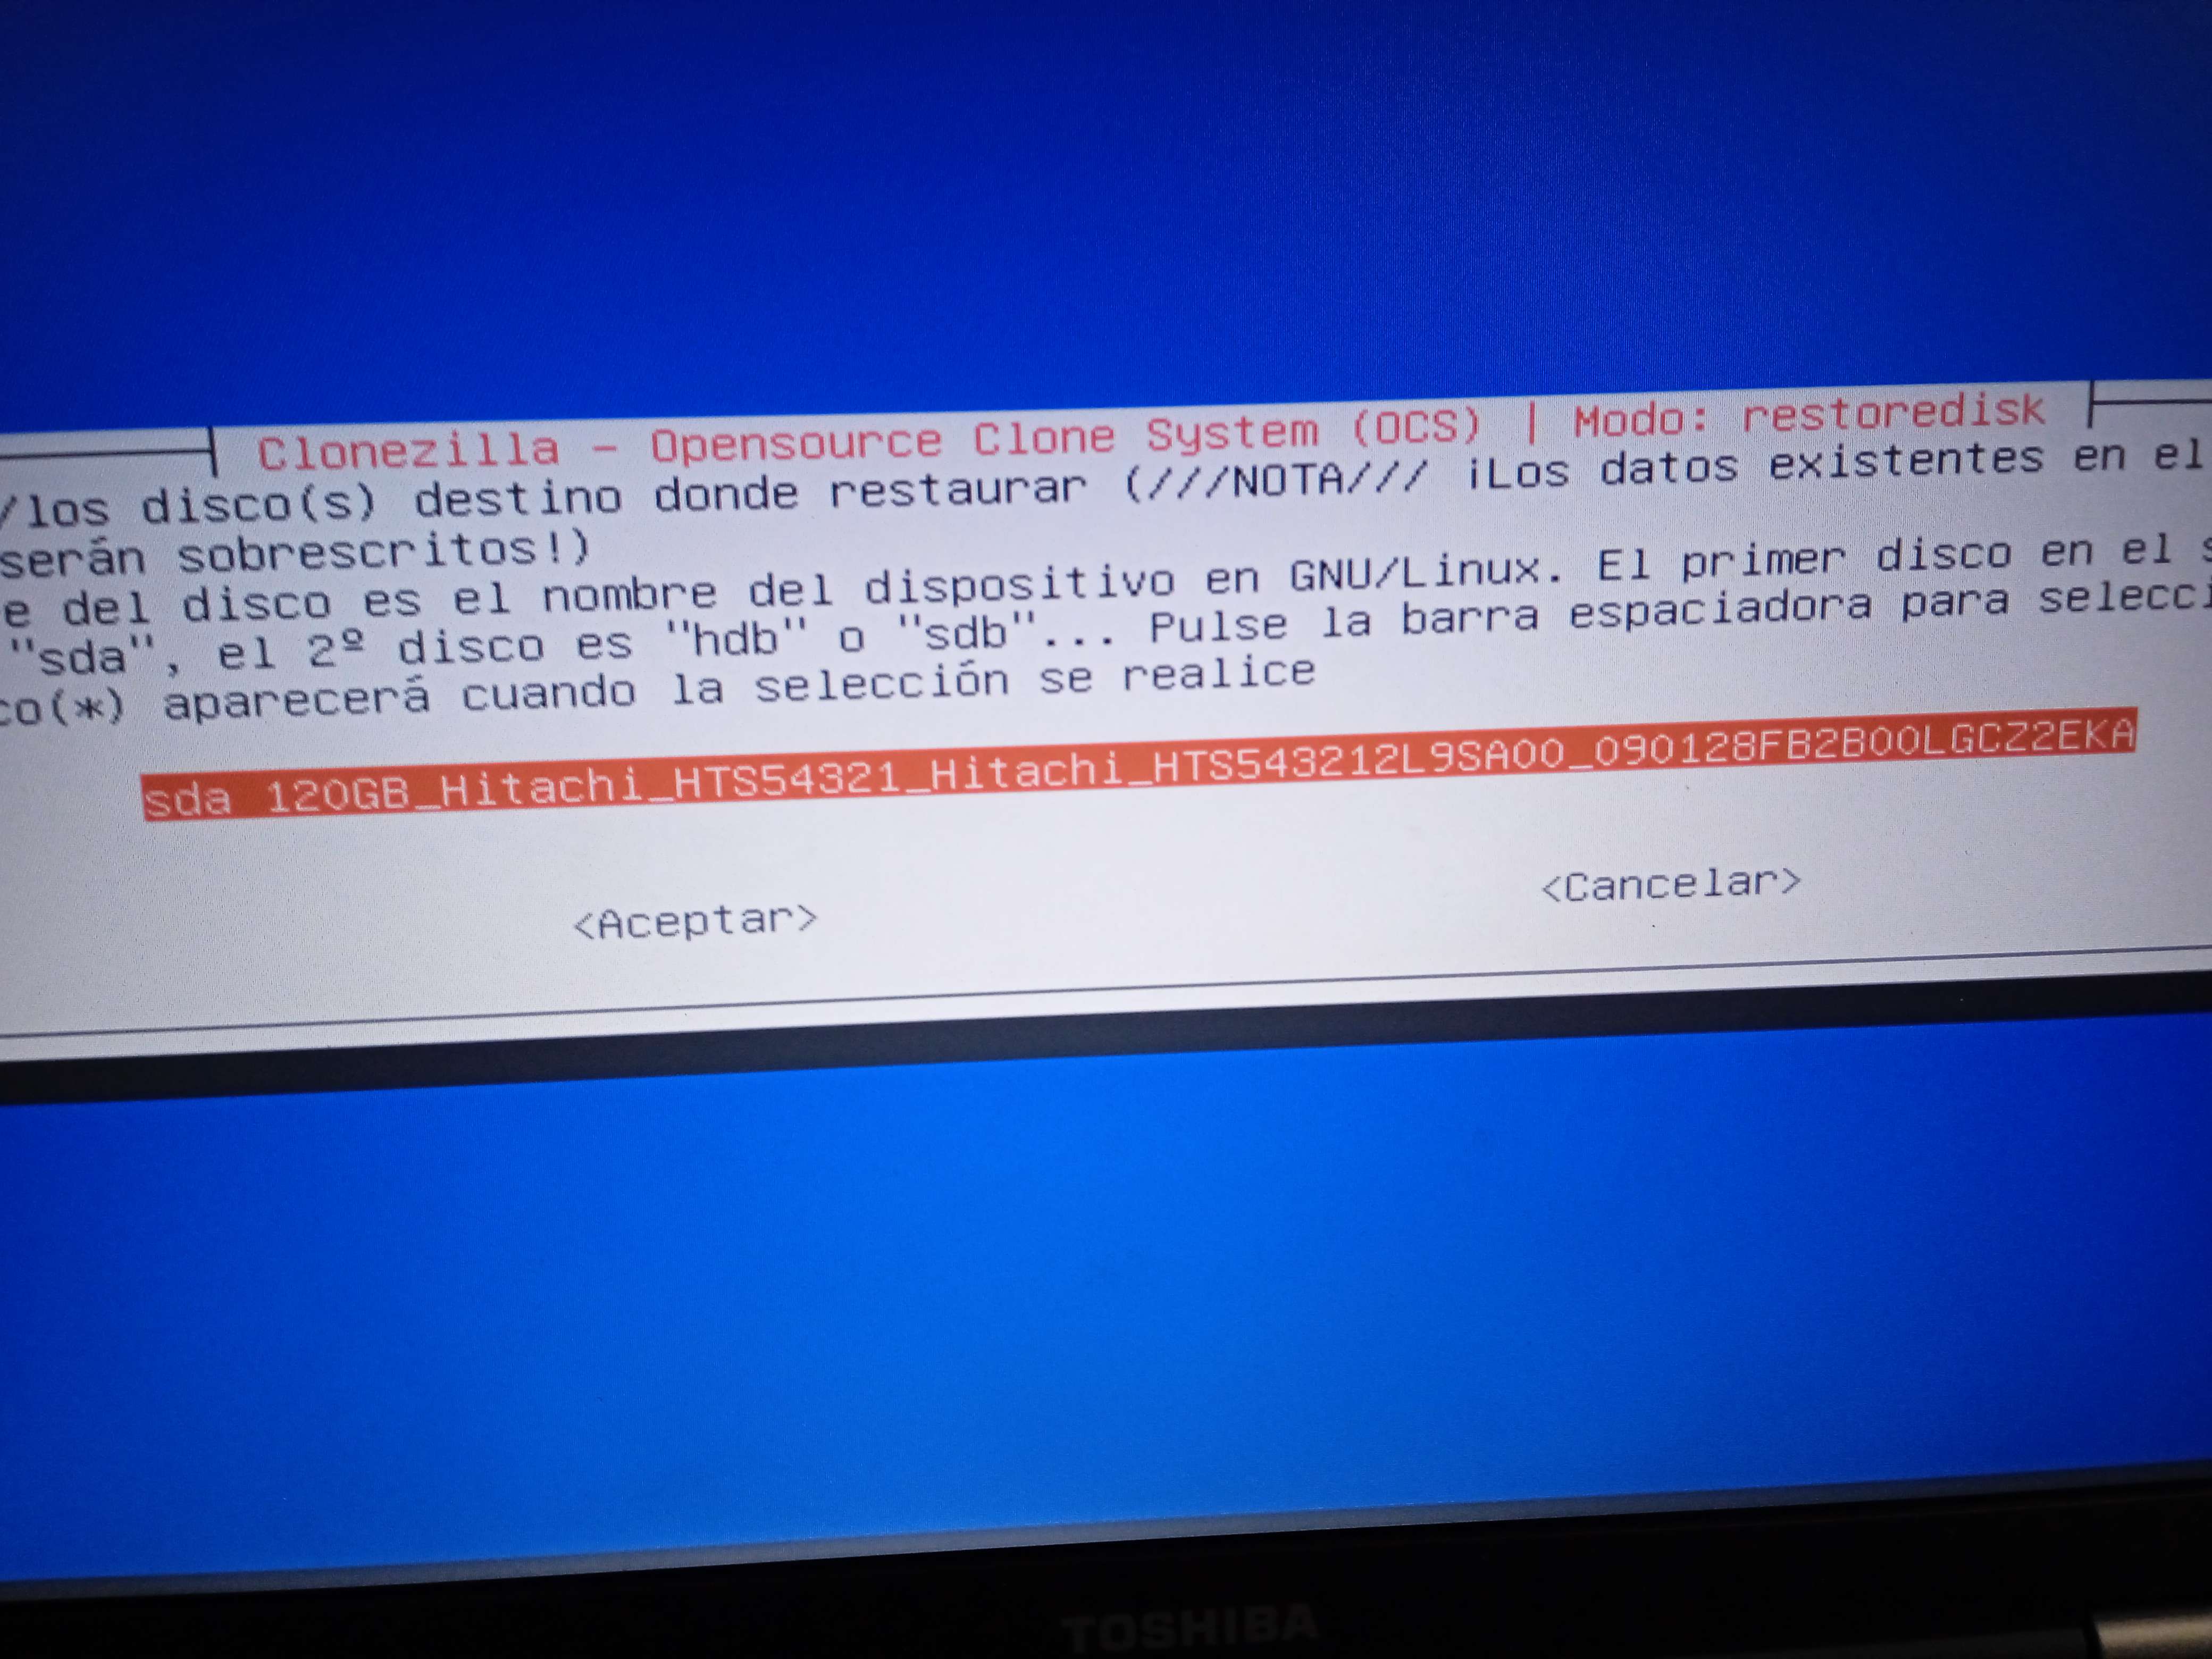 Clonezilla - Opensource Clone System (OCS) | Modo: restoredisk
/los disco(s) destino donde restaurar (///NOTA/// ¡Los datos existentes en el
serán sobrescritos!)
e del disco es el nombre del dispositivo en GNU/Linux. El primer disco en el s
"sda", el 2º disco es "hdb" o "sdb"... Pulse la barra espaciadora para selecci
co(*) aparecerá cuando la selección se realice
sda 120GB_Hitachi_HTS54321_Hitachi_HTS543212L9SA00_090128FB2B00LGCZ2EKA
<Aceptar> <Cancelar>
TOSHIBA